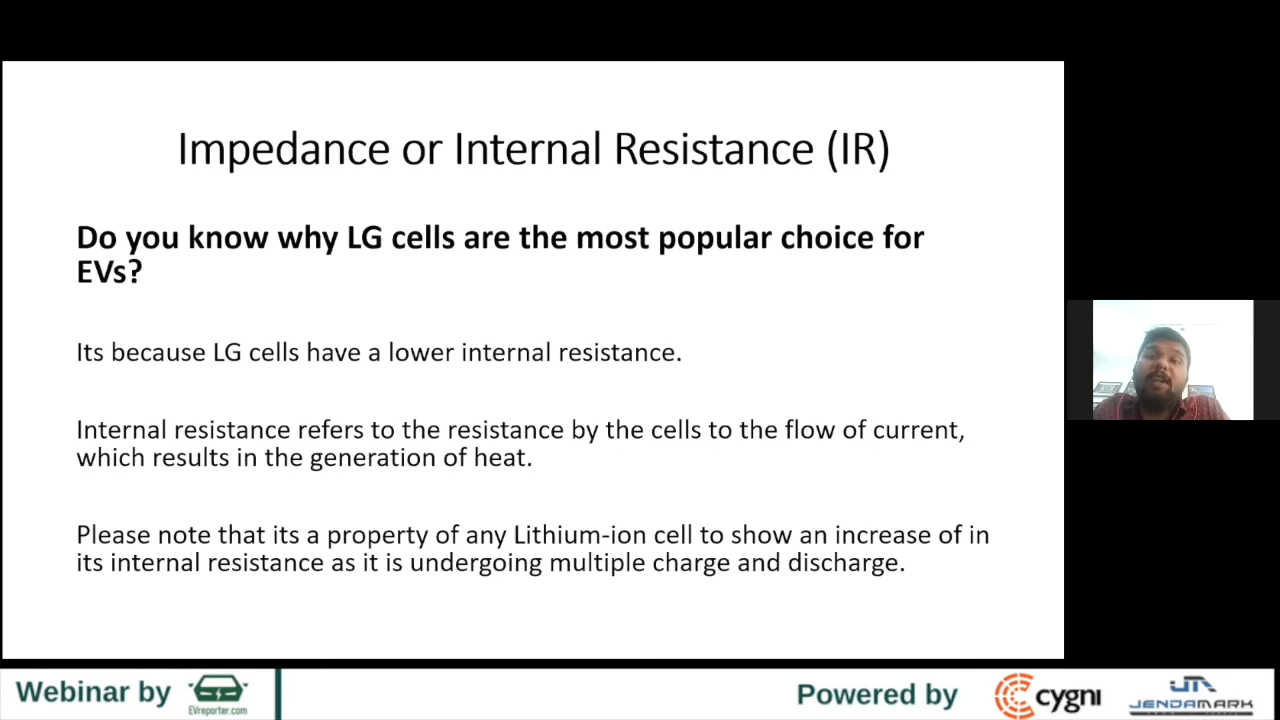 Impedance or Internal Resistance (IR)
Do you know why LG cells are the most popular choice for
EVs?
Its because LG cells have a lower internal resistance.
Internal resistance refers to the resistance by the cells to the flow of current,
which results in the generation of heat.
Please note that its a property of any Lithium-ion cell to show an increase of in
its internal resistance as it is undergoing multiple charge and discharge.
Webinar by
EVreporter.com
Powered by
cygni
JENDAMARK